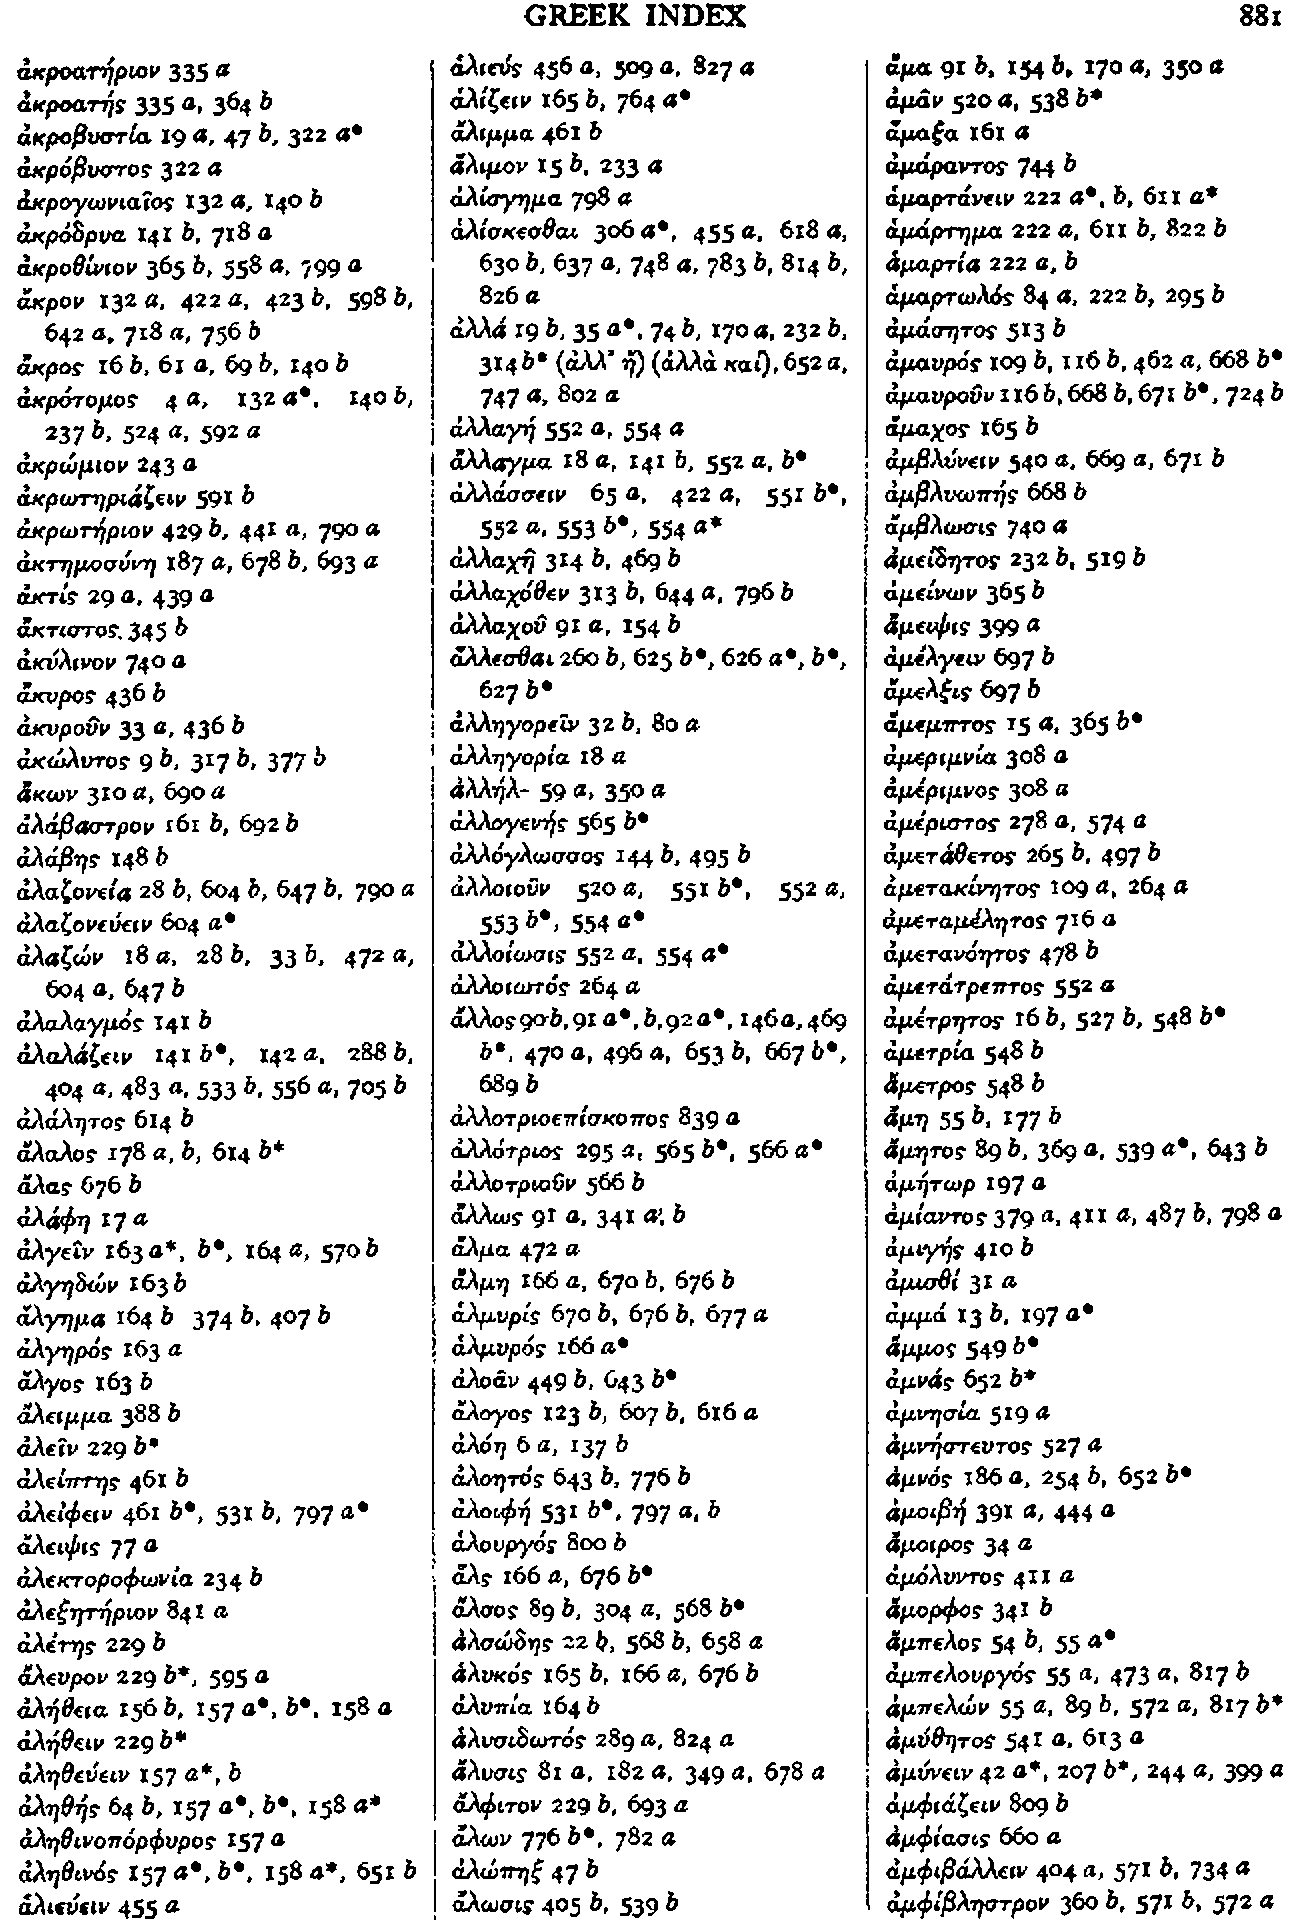 GREEK INDEX 881
ἀκροατήριον 335 a
ἀκροατής 335 a, 364 b
ἀκροβυστία 19 a, 47 b, 322 a*
ἀκρόβυστος 322 a
ἀκρογωνιαῖος 132 a, 140 b
ἀκρόδρυα 141 b, 718 a
ἀκροθίνιον 365 b, 558 a, 799 a
ἄκρον 132 a, 422 a, 423 b, 598 b,
642 a, 718 a, 756 b
ἄκρος 16 b, 61 a, 69 b, 140 b
ἀκρότομος 4 a, 132 a*, 140 b,
237 b, 524 a, 592 a
ἀκρώμιον 243 a
ἀκρωτηριάζειν 591 b
ἀκρωτήριον 429 b, 441 a, 790 a
ἀκτημοσύνη 187 a, 678 b, 693 a
ἀκτίς 29 a, 439 a
ἄκτιστος 345 b
ἀκύλινον 740 a
ἄκυρος 436 b
ἀκυροῦν 33 a, 436 b
ἀκώλυτος 9 b, 317 b, 377 b
ἄκων 310 a, 690 a
ἀλάβαστρον 161 b, 692 b
ἀλάβης 148 b
ἀλαζονεία 28 b, 604 b, 647 b, 790 a
ἀλαζονεύειν 604 a*
ἀλαζών 18 a, 28 b, 33 b, 472 a,
604 a, 647 b
ἀλαλαγμός 141 b
ἀλαλάζειν 141 b*, 142 a, 288 b,
404 a, 483 a, 533 b, 556 a, 705 b
ἀλάλητος 614 b
ἄλαλος 178 a, b, 614 b*
ἄλας 676 b
ἀλάφη 17 a
ἀλγεῖν 163 a*, b*, 164 a, 570 b
ἀλγηδών 163 b
ἄλγημα 164 b 374 b, 407 b
ἀλγηρός 163 a
ἄλγος 163 b
ἄλειμμα 388 b
ἀλεῖν 229 b*
ἀλείπτης 461 b
ἀλείφειν 461 b*, 531 b, 797 a*
ἄλειψις 77 a
ἀλεκτοροφωνία 234 b
ἀλεξητήριον 841 a
ἀλέτης 229 b
ἄλευρον 229 b*, 595 a
ἀλήθεια 156 b, 157 a*, b*, 158 a
ἀλήθειν 229 b*
ἀληθεύειν 157 a*, b
ἀληθής 64 b, 157 a*, b*, 158 a*
ἀληθινοπόρφυρος 157 a
ἀληθινός 157 a*, b*, 158 a*, 651 b
ἁλιεύειν 455 a
ἁλιεύς 456 a, 509 a, 827 a
ἁλίζειν 165 b, 764 a*
ἄλιμμα 461 b
ἅλιμον 15 b, 233 a
ἀλίσγημα 798 a
ἁλίσκεσθαι 306 a*, 455 a, 618 a,
630 b, 637 a, 748 a, 783 b, 814 b,
826 a
ἀλλά 19 b, 35 a*, 74 b, 170 a, 232 b,
314 b* (ἀλλ’ ἤ) (ἀλλὰ καί), 652 a,
747 a, 802 a
ἀλλαγή 552 a, 554 a
ἄλλαγμα 18 a, 141 b, 552 a, b*
ἀλλάσσειν 65 a, 422 a, 551 b*,
552 a, 553 b*, 554 a*
ἀλλαχῇ 314 b, 469 b
ἀλλαχόθεν 313 b, 644 a, 796 b
ἀλλαχοῦ 91 a, 154 b
ἅλλεσθαι 260 b, 625 b*, 626 a*, b*,
627 b*
ἀλληγορεῖν 32 b, 80 a
ἀλληγορία 18 a
ἀλλήλ- 59 a, 350 a
ἀλλογενής 565 b*
ἀλλόγλωσσος 144 b, 495 b
ἀλλοιοῦν 520 a, 551 b*, 552 a,
553 b*, 554 a*
ἀλλοίωσις 552 a, 554 a*
ἀλλοιωτός 264 a
ἄλλος 90 b, 91 a*, b, 92 a*, 146 a, 469
b*, 470 a, 496 a, 653 b, 667 b*,
689 b
ἀλλοτριοεπίσκοπος 839 a
ἀλλότριος 295 a, 565 b*, 566 a*
ἀλλοτριοῦν 566 b
ἄλλως 91 a, 341 a, b
ἅλμα 472 a
ἅλμη 166 a, 670 b, 676 b
ἁλμυρίς 670 b, 676 b, 677 a
ἁλμυρός 166 a*
ἀλοᾶν 449 b, 643 b*
ἄλογος 123 b, 607 b, 616 a
ἀλόη 6 a, 137 b
ἀλοητός 643 b, 776 b
ἀλοιφή 531 b*, 797 a, b
ἁλουργός 800 b
ἅλς 166 a, 676 b*
ἄλσος 89 b, 304 a, 568 b*
ἀλσώδης 22 b, 568 b, 658 a
ἁλυκός 165 b, 166 a, 676 b
ἀλυπία 164 b
ἁλυσιδωτός 289 a, 824 a
ἅλυσις 81 a, 182 a, 349 a, 678 a
ἄλφιτον 229 b, 693 a
ἅλων 776 b*, 782 a
ἀλώπηξ 47 b
ἅλωσις 405 b, 539 b
ἅμα 91 b, 154 b, 170 a, 350 a
ἀμᾶν 520 a, 538 b*
ἅμαξα 161 a
ἀμάραντος 744 b
ἁμαρτάνειν 222 a*, b, 611 a*
ἁμάρτημα 222 a, 611 b, 822 b
ἁμαρτία 222 a, b
ἁμαρτωλός 84 a, 222 b, 295 b
ἀμάσητος 513 b
ἀμαυρός 109 b, 116 b, 462 a, 668 b*
ἀμαυροῦν 116 b, 668 b, 671 b*, 724 b
ἄμαχος 165 b
ἀμβλύνειν 540 a, 669 a, 671 b
ἀμβλυωπής 668 b
ἄμβλωσις 740 a
ἀμείδητος 232 b, 519 b
ἀμείνων 365 b
ἄμειψις 399 a
ἀμέλγειν 697 b
ἄμελξις 697 b
ἄμεμπτος 15 a, 365 b*
ἀμεριμνία 308 a
ἀμέριμνος 308 a
ἀμέριστος 278 a, 574 a
ἀμετάθετος 265 b, 497 b
ἀμετακίνητος 109 a, 264 a
ἀμεταμέλητος 716 a
ἀμετανόητος 478 b
ἀμετάτρεπτος 552 a
ἀμέτρητος 16 b, 527 b, 548 b*
ἀμετρία 548 b
ἄμετρος 548 b
ἄμη 55 b, 177 b
ἄμητος 89 b, 369 a, 539 a*, 643 b
ἀμήτωρ 197 a
ἀμίαντος 379 a, 411 a, 487 b, 798 a
ἀμιγής 410 b
ἀμισθί 31 a
ἀμμά 13 b, 197 a*
ἄμμος 549 b*
ἀμνάς 652 b*
ἀμνησία 519 a
ἀμνήστευτος 527 a
ἀμνός 186 a, 254 b, 652 b*
ἀμοιβή 391 a, 444 a
ἄμοιρος 34 a
ἀμόλυντος 411 a
ἄμορφος 341 b
ἄμπελος 54 b, 55 a*
ἀμπελουργός 55 a, 473 a, 817 b
ἀμπελών 55 a, 89 b, 572 a, 817 b*
ἀμύθητος 541 a, 613 a
ἀμύνειν 42 a*, 207 b*, 244 a, 399 a
ἀμφιάζειν 809 b
ἀμφίασις 660 a
ἀμφιβάλλειν 404 a, 571 b, 734 a
ἀμφίβληστρον 360 b, 571 b, 572 a